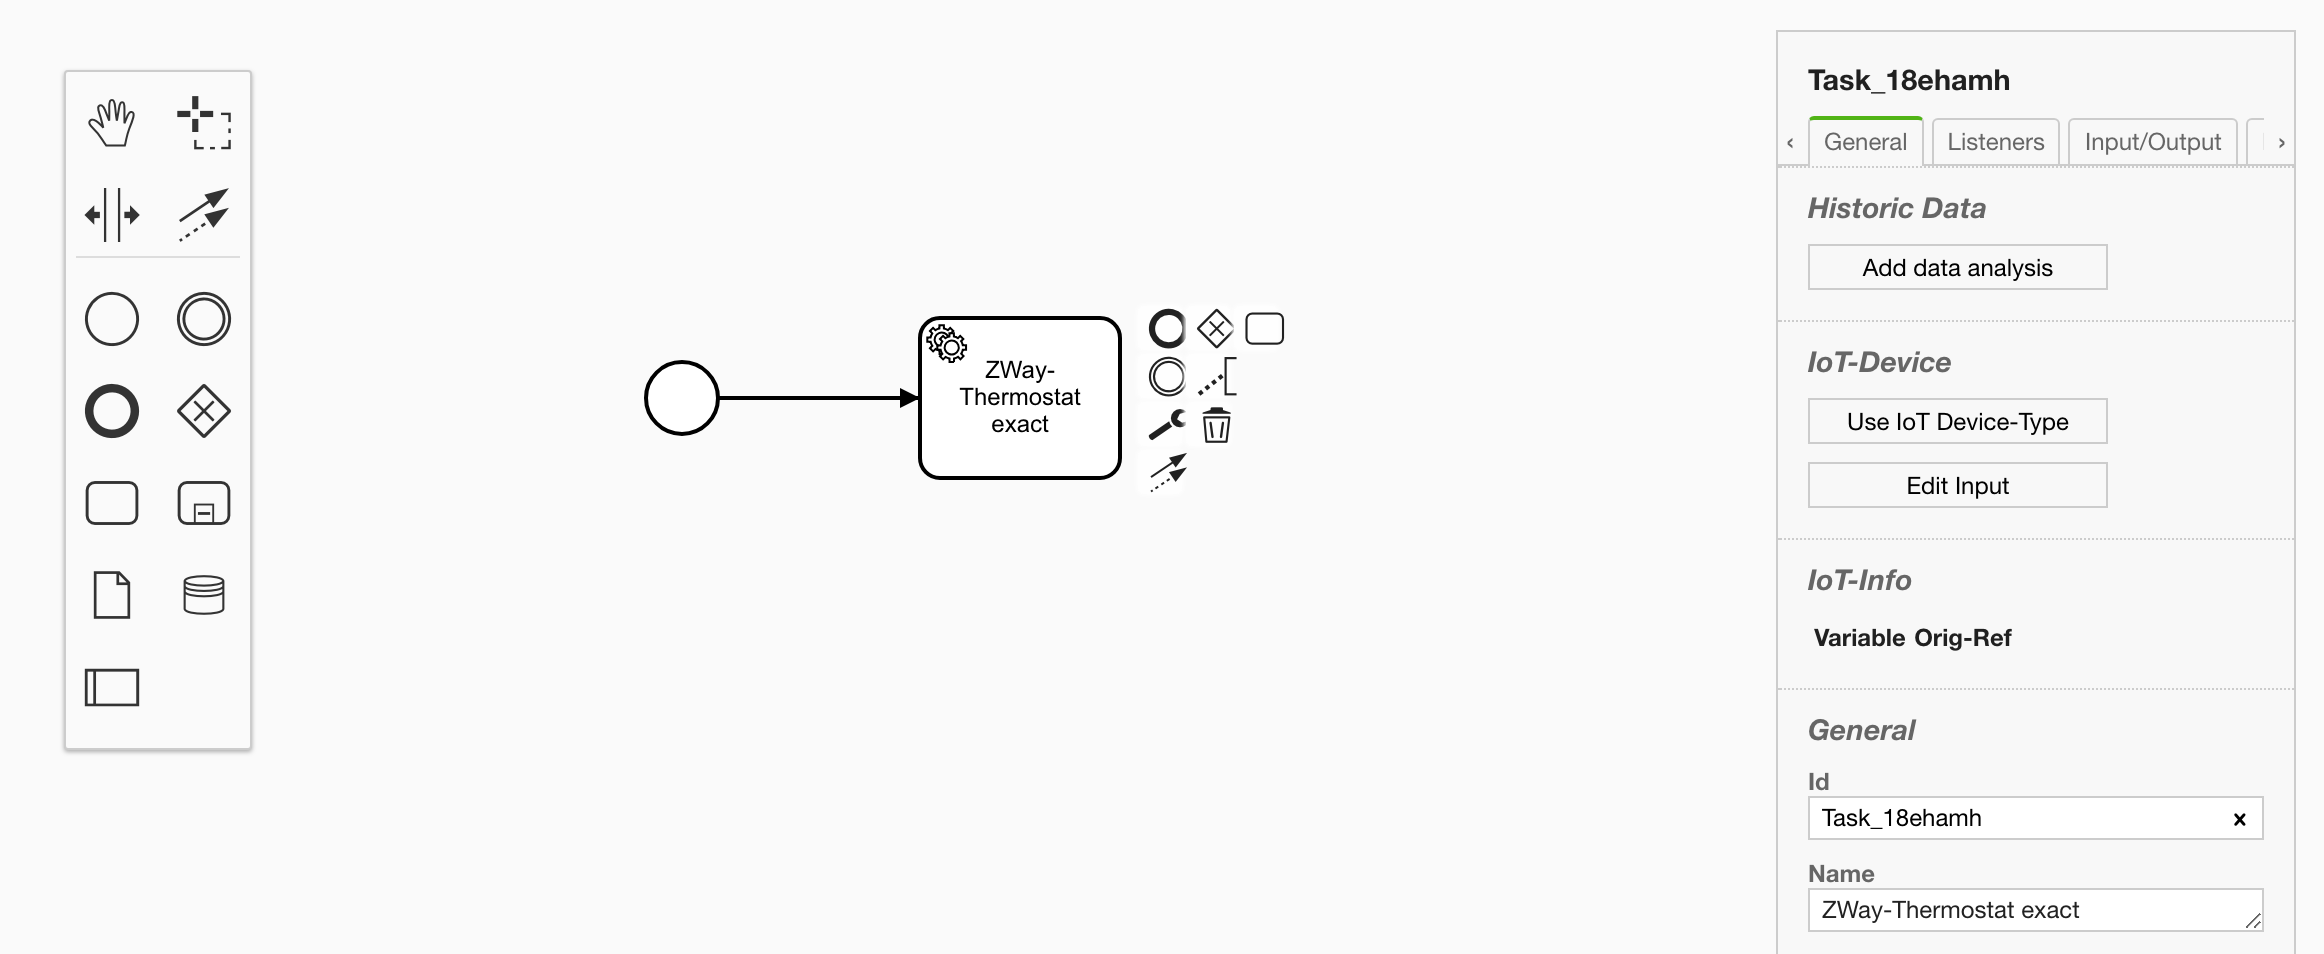 ZWay-
Thermostat
exact
Task_18ehamh
‹ General Listeners Input/Output ›
Historic Data
Add data analysis
IoT-Device
Use IoT Device-Type
Edit Input
IoT-Info
Variable Orig-Ref
General
Id
Task_18ehamh x
Name
ZWay-Thermostat exact